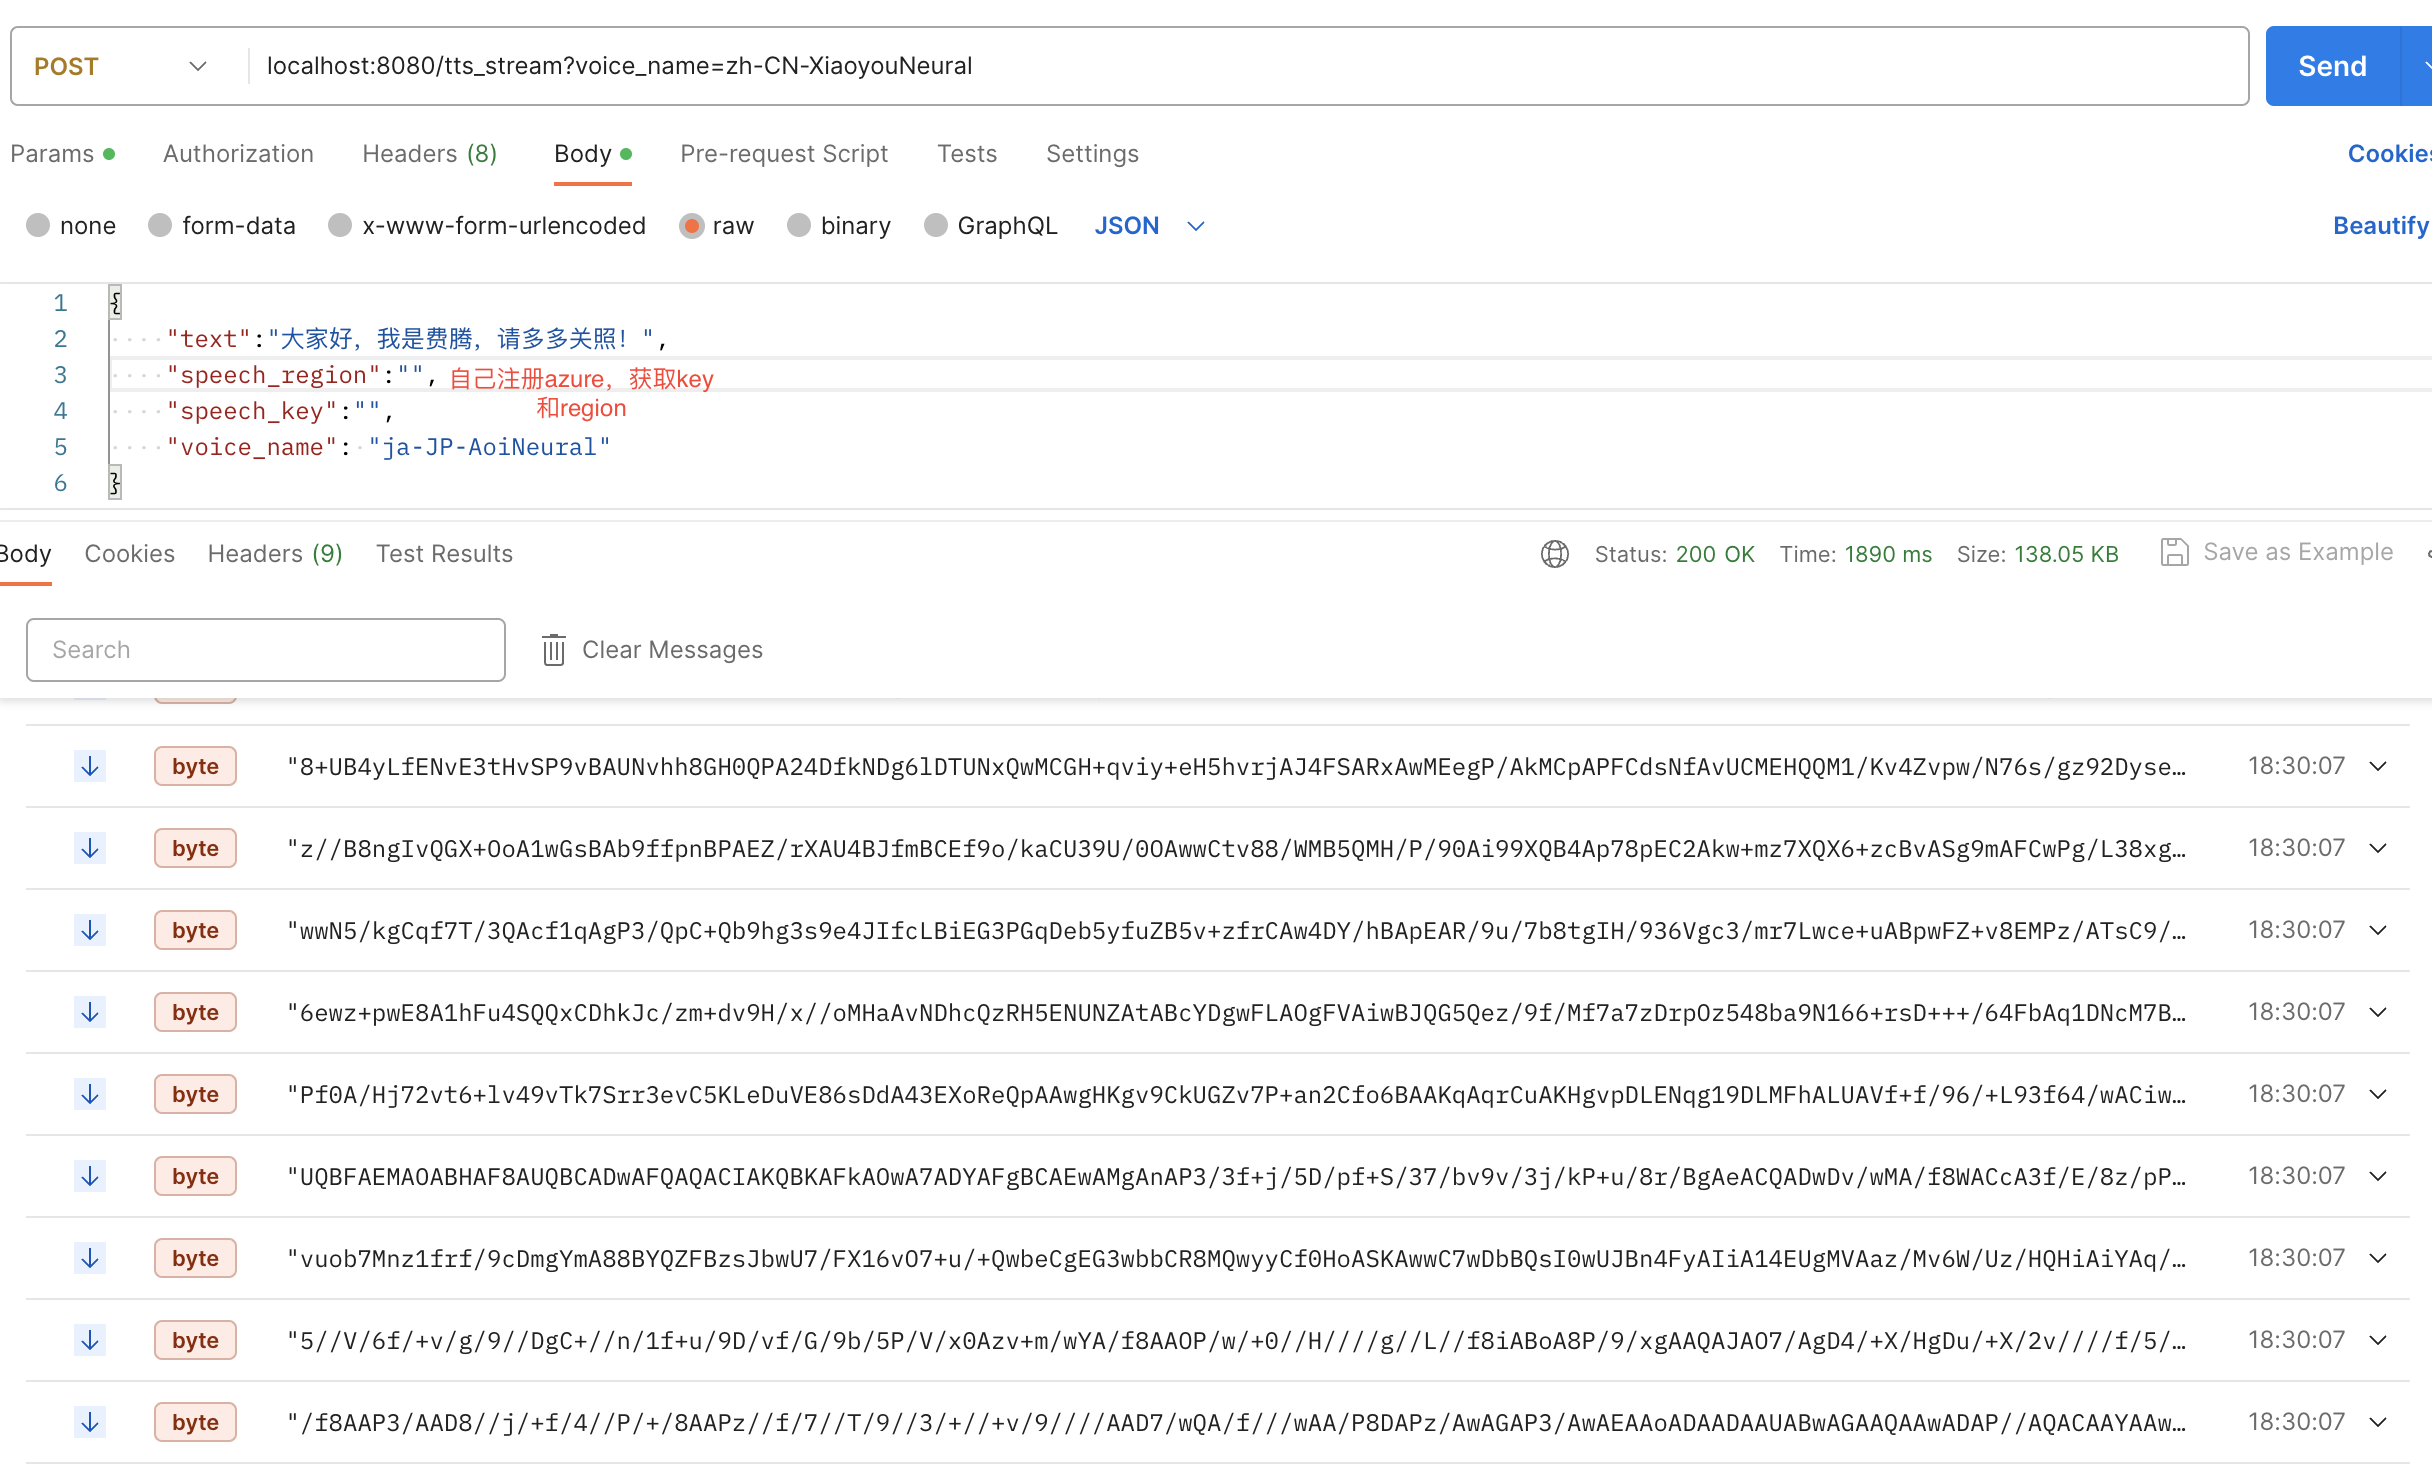 POST localhost:8080/tts_stream?voice_name=zh-CN-XiaoyouNeural Send
Params Authorization Headers (8) Body Pre-request Script Tests Settings Cookies
none form-data x-www-form-urlencoded raw binary GraphQL JSON Beautify
1 {
2 "text":"大家好，我是费腾，请多多关照！",
3 "speech_region":"", 自己注册azure，获取key
和region
4 "speech_key":"",
5 "voice_name": "ja-JP-AoiNeural"
6 }
Body Cookies Headers (9) Test Results Status: 200 OK Time: 1890 ms Size: 138.05 KB Save as Example
Search Clear Messages
byte "8+UB4yLfENvE3tHvSP9vBAUNvhh8GH0QPA24DfkNDg6lDTUNxQwMCGH+qviy+eH5hvrjAJ4FSARxAwMEegP/AkMCpAPFCdsNfAvUCMEHQQM1/Kv4Zvpw/N76s/gz92Dyse… 18:30:07
byte "z//B8ngIvQGX+OoA1wGsBAb9ffpnBPAEZ/rXAU4BJfmBCEf9o/kaCU39U/0OAwwCtv88/WMB5QMH/P/90Ai99XQB4Ap78pEC2Akw+mz7XQX6+zcBvASg9mAFCwPg/L38xg… 18:30:07
byte "wwN5/kgCqf7T/3QAcf1qAgP3/QpC+Qb9hg3s9e4JIfcLBiEG3PGqDeb5yfuZB5v+zfrCAw4DY/hBApEAR/9u/7b8tgIH/936Vgc3/mr7Lwce+uABpwFZ+v8EMPz/ATsC9/… 18:30:07
byte "6ewz+pwE8A1hFu4SQQxCDhkJc/zm+dv9H/x//oMHaAvNDhcQzRH5ENUNZAtABcYDgwFLAOgFVAiwBJQG5Qez/9f/Mf7a7zDrpOz548ba9N166+rsD+++/64FbAq1DNcM7B… 18:30:07
byte "Pf0A/Hj72vt6+lv49vTk7Srr3evC5KLeDuVE86sDdA43EXoReQpAAwgHKgv9CkUGZv7P+an2Cfo6BAAKqAqrCuAKHgvpDLENqg19DLMFhALUAVf+f/96/+L93f64/wACiw… 18:30:07
byte "UQBFAEMAOABHAF8AUQBCADwAFQAQACIAKQBKAFkAOwA7ADYAFgBCAEwAMgAnAP3/3f+j/5D/pf+S/37/bv9v/3j/kP+u/8r/BgAeACQADwDv/wMA/f8WACcA3f/E/8z/pP… 18:30:07
byte "vuob7Mnz1frf/9cDmgYmA88BYQZFBzsJbwU7/FX16vO7+u/+QwbeCgEG3wbbCR8MQwyyCf0HoASKAwwC7wDbBQsI0wUJBn4FyAIiA14EUgMVAaaz/Mv6W/Uz/HQHiAiYAq/… 18:30:07
byte "5//V/6f/+v/g/9//DgC+//n/1f+u/9D/vf/G/9b/5P/V/x0Azv+m/wYA/f8AAOP/w/+0//H////g//L//f8iABoA8P/9/xgAAQAJAO7/AgD4/+X/HgDu/+X/2v////f/5/… 18:30:07
byte "/f8AAP3/AAD8//j/+f/4//P/+/8AAPz//f/7//T/9//3/+//+v/9////AAD7/wQA/f///wAA/P8DAPz/AwAGAP3/AwAEAAoADAADAAUABwAGAAQAAwADAP//AQACAAYAAw… 18:30:07